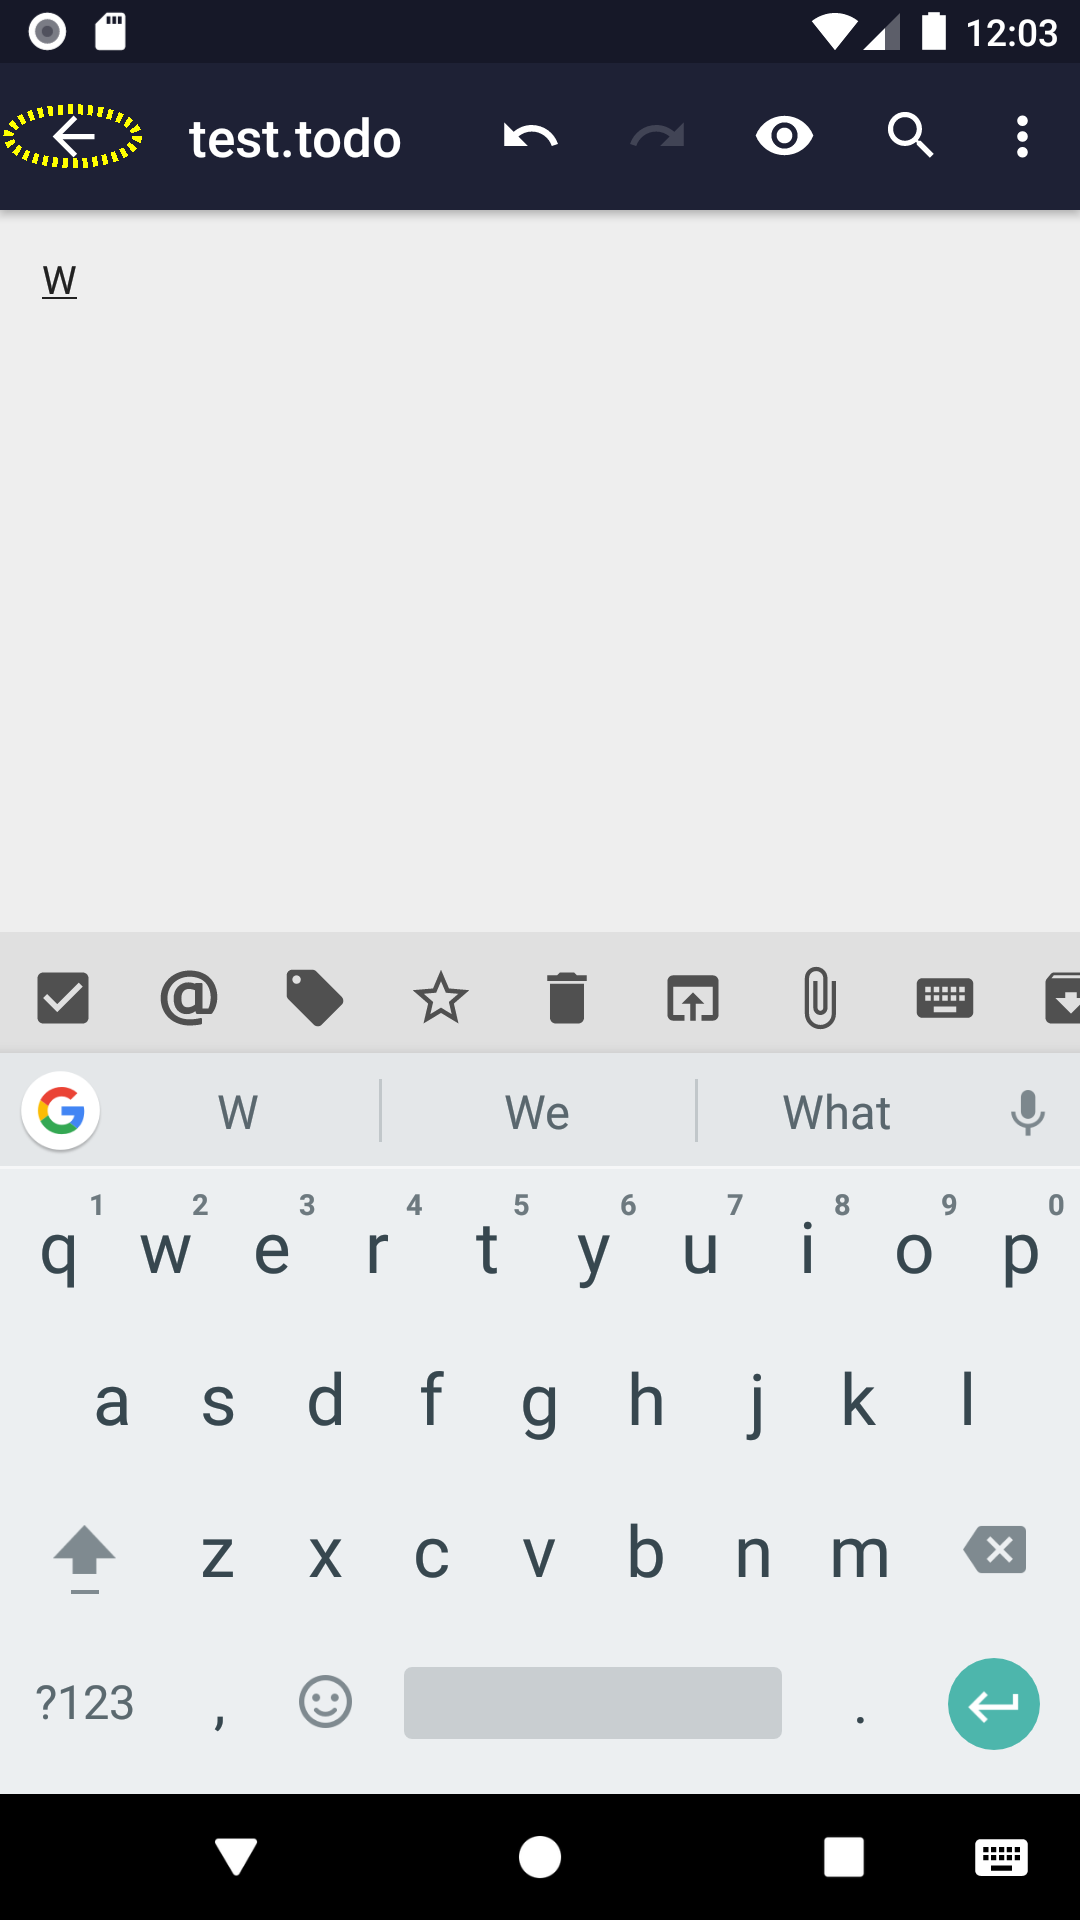 12:03
test.todo
W
@
W We What
1 2 3 4 5 6 7 8 9 0
q w e r t y u i o p
a s d f g h j k l
z x c v b n m
?123 , .